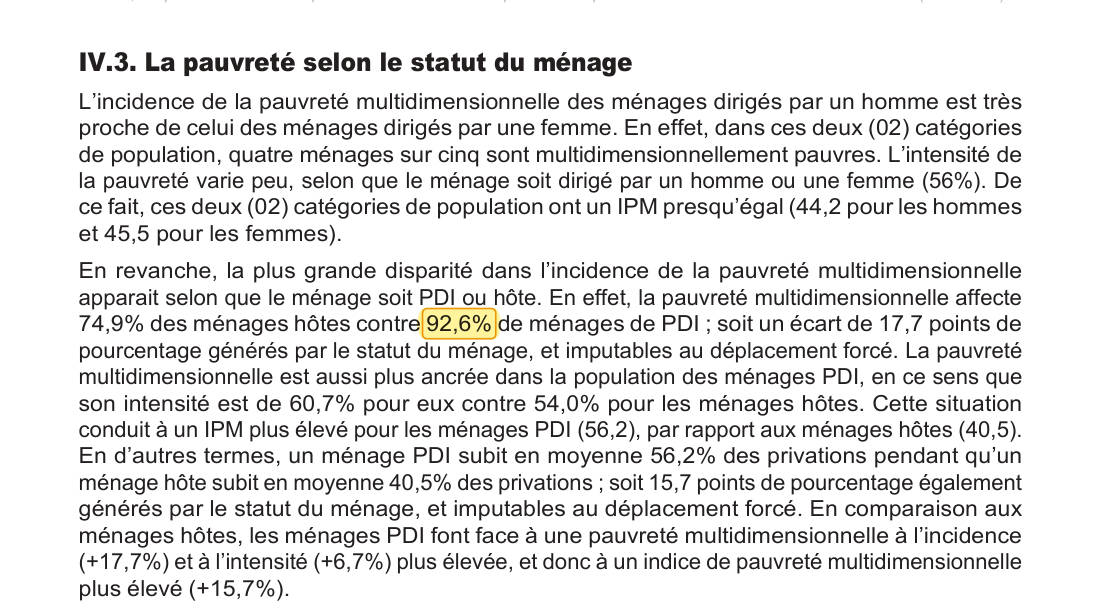 IV.3. La pauvreté selon le statut du ménage
L’incidence de la pauvreté multidimensionnelle des ménages dirigés par un homme est très
proche de celui des ménages dirigés par une femme. En effet, dans ces deux (02) catégories
de population, quatre ménages sur cinq sont multidimensionnellement pauvres. L’intensité de
la pauvreté varie peu, selon que le ménage soit dirigé par un homme ou une femme (56%). De
ce fait, ces deux (02) catégories de population ont un IPM presqu’égal (44,2 pour les hommes
et 45,5 pour les femmes).
En revanche, la plus grande disparité dans l’incidence de la pauvreté multidimensionnelle
apparait selon que le ménage soit PDI ou hôte. En effet, la pauvreté multidimensionnelle affecte
74,9% des ménages hôtes contre 92,6% de ménages de PDI ; soit un écart de 17,7 points de
pourcentage générés par le statut du ménage, et imputables au déplacement forcé. La pauvreté
multidimensionnelle est aussi plus ancrée dans la population des ménages PDI, en ce sens que
son intensité est de 60,7% pour eux contre 54,0% pour les ménages hôtes. Cette situation
conduit à un IPM plus élevé pour les ménages PDI (56,2), par rapport aux ménages hôtes (40,5).
En d’autres termes, un ménage PDI subit en moyenne 56,2% des privations pendant qu’un
ménage hôte subit en moyenne 40,5% des privations ; soit 15,7 points de pourcentage également
générés par le statut du ménage, et imputables au déplacement forcé. En comparaison aux
ménages hôtes, les ménages PDI font face à une pauvreté multidimensionnelle à l’incidence
(+17,7%) et à l’intensité (+6,7%) plus élevée, et donc à un indice de pauvreté multidimensionnelle
plus élevé (+15,7%).